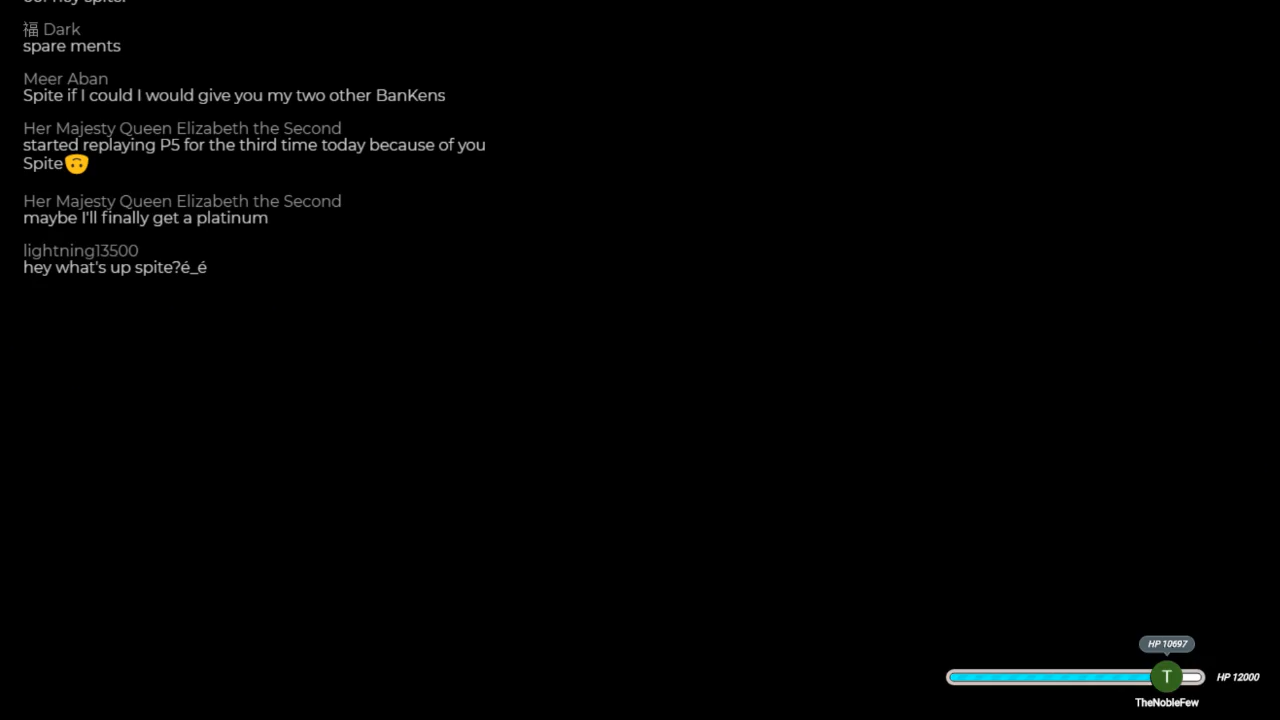 福 Dark
spare ments
Meer Aban
Spite if I could I would give you my two other BanKens
Her Majesty Queen Elizabeth the Second
started replaying P5 for the third time today because of you
Spite🙃
Her Majesty Queen Elizabeth the Second
maybe I'll finally get a platinum
lightning13500
hey what's up spite?é_é
HP 10697
T
HP 12000
TheNobleFew